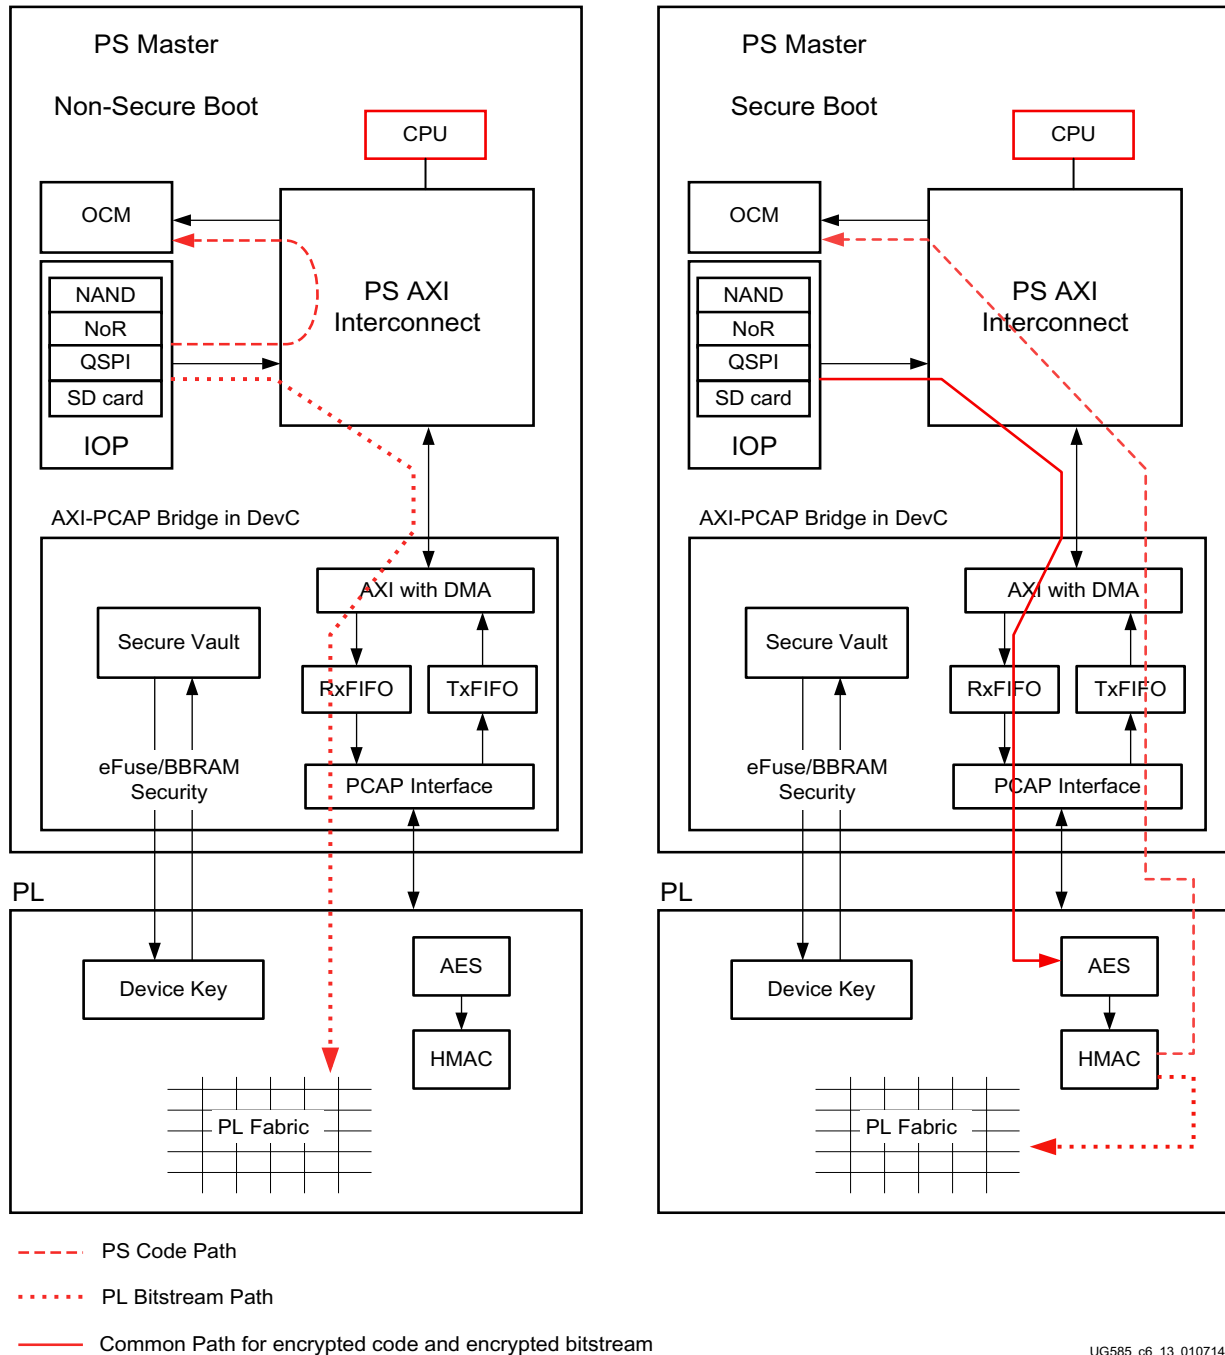 PS Master
Non-Secure Boot
CPU
OCM
NAND
NoR
QSPI
SD card
IOP
PS AXI
Interconnect
AXI-PCAP Bridge in DevC
AXI with DMA
Secure Vault
RxFIFO
TxFIFO
eFuse/BBRAM
Security
PCAP Interface
PL
AES
Device Key
HMAC
PL Fabric
PS Master
Secure Boot
CPU
OCM
NAND
NoR
QSPI
SD card
IOP
PS AXI
Interconnect
AXI-PCAP Bridge in DevC
AXI with DMA
Secure Vault
RxFIFO
TxFIFO
eFuse/BBRAM
Security
PCAP Interface
PL
AES
Device Key
HMAC
PL Fabric
PS Code Path
PL Bitstream Path
Common Path for encrypted code and encrypted bitstream
UG585_c6_13_010714